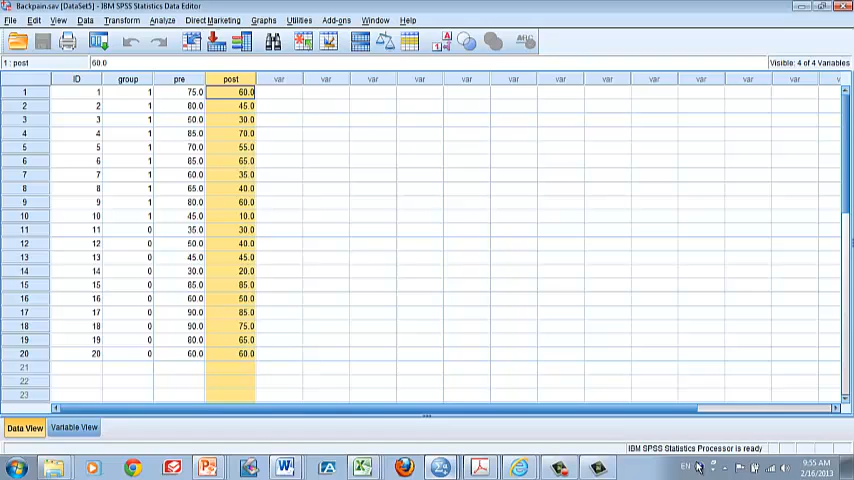 Backpain.sav [DataSet5] - IBM SPSS Statistics Data Editor
File Edit View Data Transform Analyze Direct Marketing Graphs Utilities Add-ons Window Help
1 : post 60.0 Visible: 4 of 4 Variables
ID group pre post var var var var var var var var var var var var
1 1 1 75.0 60.0
2 2 1 80.0 45.0
3 3 1 50.0 30.0
4 4 1 85.0 70.0
5 5 1 70.0 55.0
6 6 1 85.0 65.0
7 7 1 60.0 35.0
8 8 1 65.0 40.0
9 9 1 80.0 60.0
10 10 1 45.0 10.0
11 11 0 35.0 30.0
12 12 0 50.0 40.0
13 13 0 45.0 45.0
14 14 0 30.0 20.0
15 15 0 85.0 85.0
16 16 0 60.0 50.0
17 17 0 90.0 85.0
18 18 0 90.0 75.0
19 19 0 80.0 65.0
20 20 0 60.0 60.0
21
22
23
Data View Variable View
IBM SPSS Statistics Processor is ready
EN 9:55 AM
2/16/2013